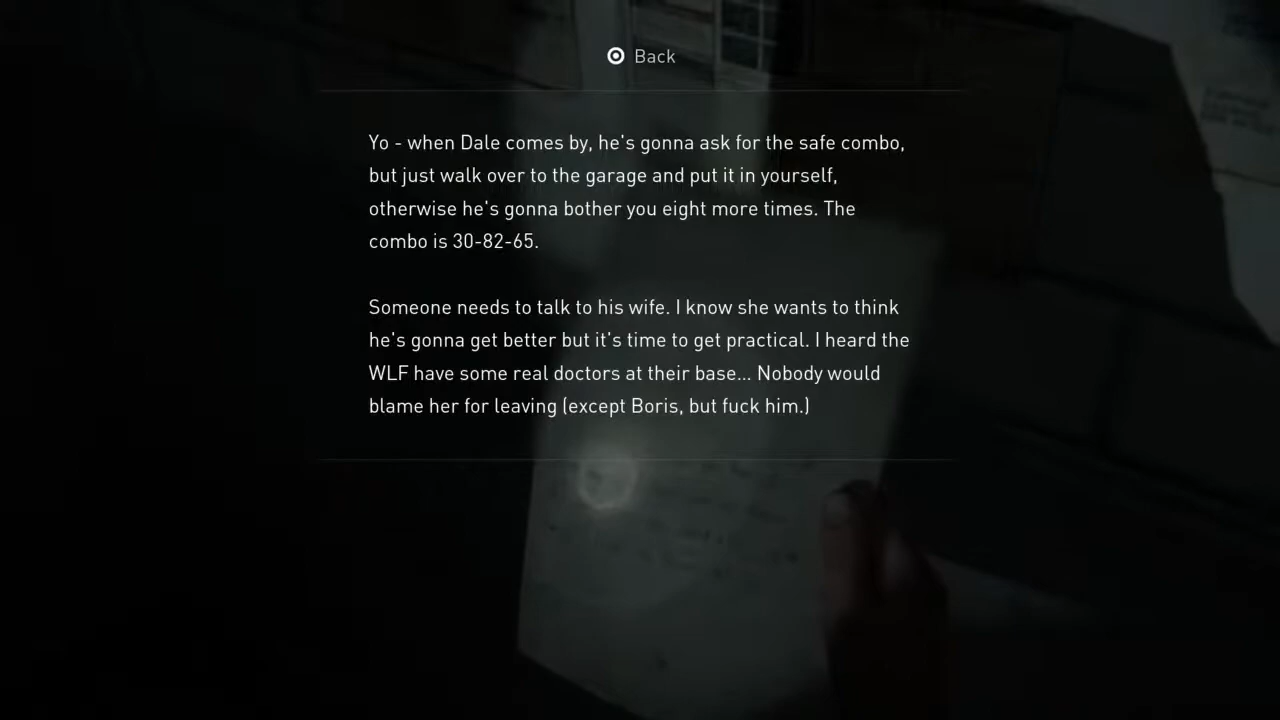 Back
Yo - when Dale comes by, he's gonna ask for the safe combo,
but just walk over to the garage and put it in yourself,
otherwise he's gonna bother you eight more times. The
combo is 30-82-65.
Someone needs to talk to his wife. I know she wants to think
he's gonna get better but it's time to get practical. I heard the
WLF have some real doctors at their base... Nobody would
blame her for leaving (except Boris, but fuck him.)